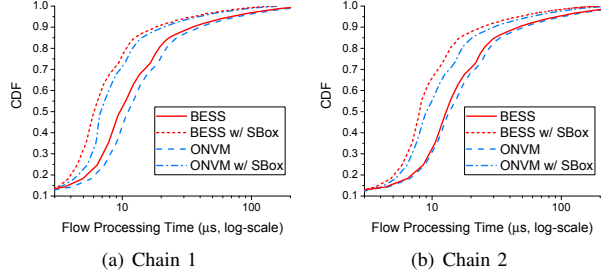 CDF
1.0
0.9
0.8
0.7
0.6
0.5
0.4
0.3
0.2
0.1
BESS
BESS w/ SBox
ONVM
ONVM w/ SBox
10 100
Flow Processing Time (μs, log-scale)
(a) Chain 1
CDF
1.0
0.9
0.8
0.7
0.6
0.5
0.4
0.3
0.2
0.1
BESS
BESS w/ SBox
ONVM
ONVM w/ SBox
10 100
Flow Processing Time (μs, log-scale)
(b) Chain 2